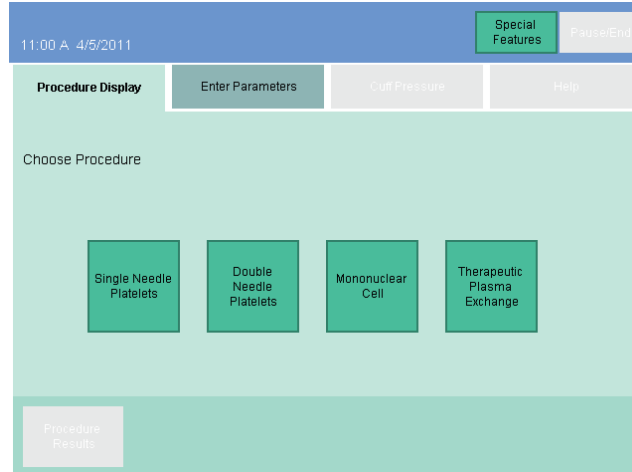 Special
Features
Pause/End
11:00 A 4/5/2011
Procedure Display
Enter Parameters
Cuff Pressure
Help
Choose Procedure
Single Needle
Platelets
Double
Needle
Platelets
Mononuclear
Cell
Therapeutic
Plasma
Exchange
Procedure
Results